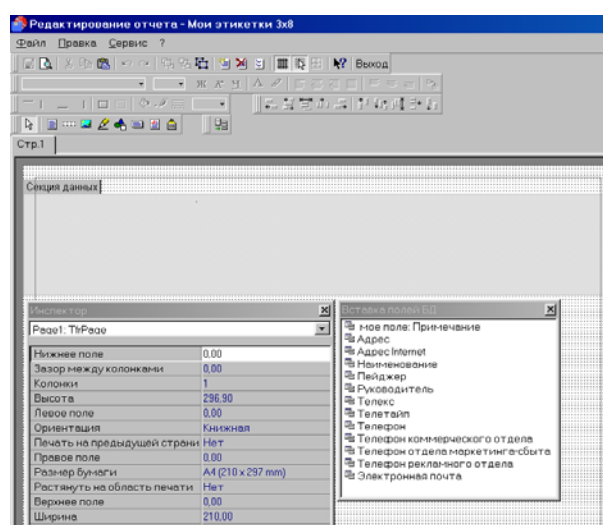 Редактирование отчета - Мои этикетки 3x8
Файл Правка Сервис ?
Выход
Ж К Ч
Стр.1
Секция данных
Инспектор
Page1: TfrPage
Нижнее поле 0,00
Зазор между колонками 0,00
Колонки 1
Высота 296,90
Левое поле 0,00
Ориентация Книжная
Печать на предыдущей страни Нет
Правое поле 0,00
Размер бумаги A4 (210 x 297 mm)
Растянуть на область печати Нет
Верхнее поле 0,00
Ширина 210,00
Вставка полей БД
мое поле: Примечание
Адрес
Адрес Internet
Наименование
Пейджер
Руководитель
Телекс
Телетайп
Телефон
Телефон коммерческого отдела
Телефон отдела маркетинга-сбыта
Телефон рекламного отдела
Электронная почта